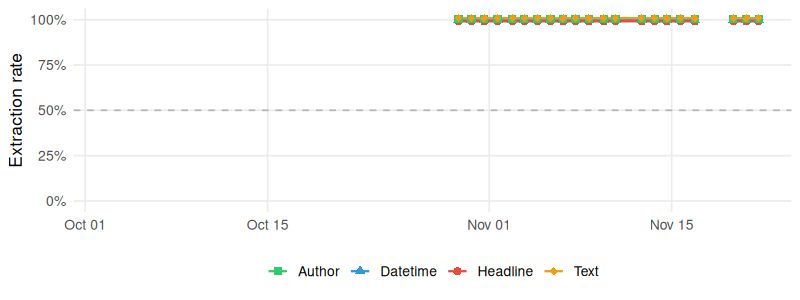 Extraction rate
100%
75%
50%
25%
0%
Oct 01 Oct 15 Nov 01 Nov 15
Author Datetime Headline Text